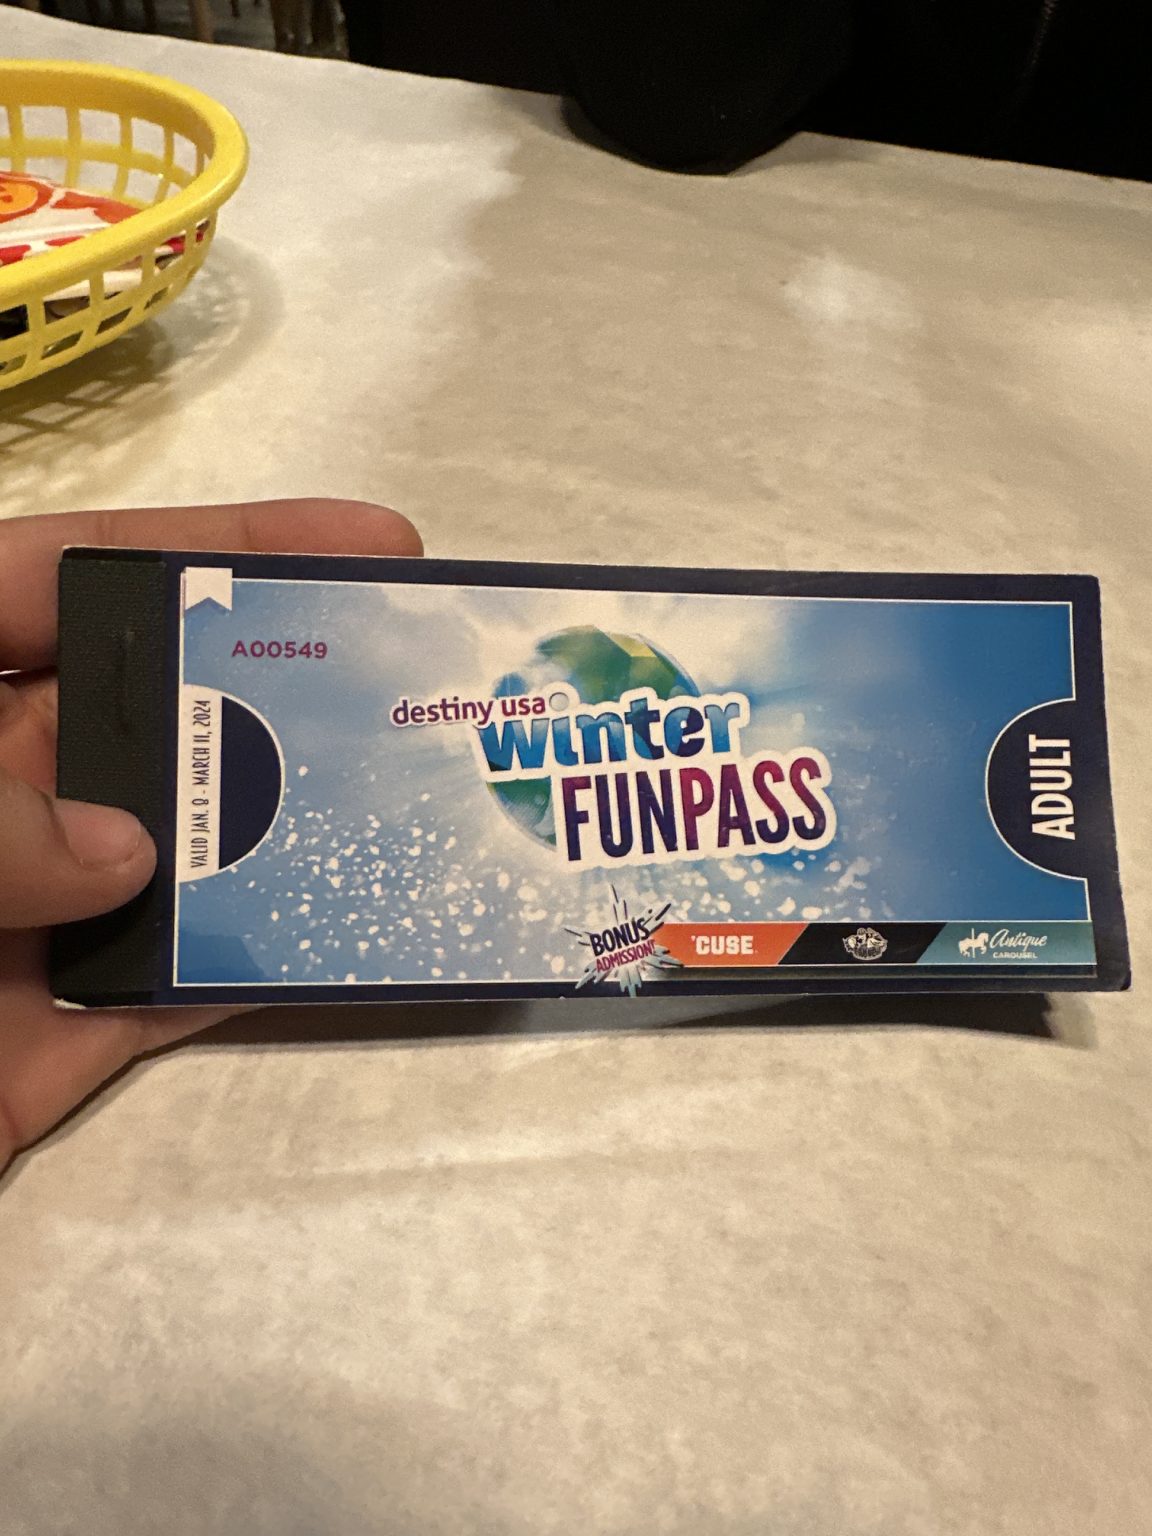 A00549
VALID JAN. 8 - MARCH 11, 2024
destiny usa
winter
FUNPASS
ADULT
BONUS
ADMISSION!
'CUSE
Antique
CAROUSEL